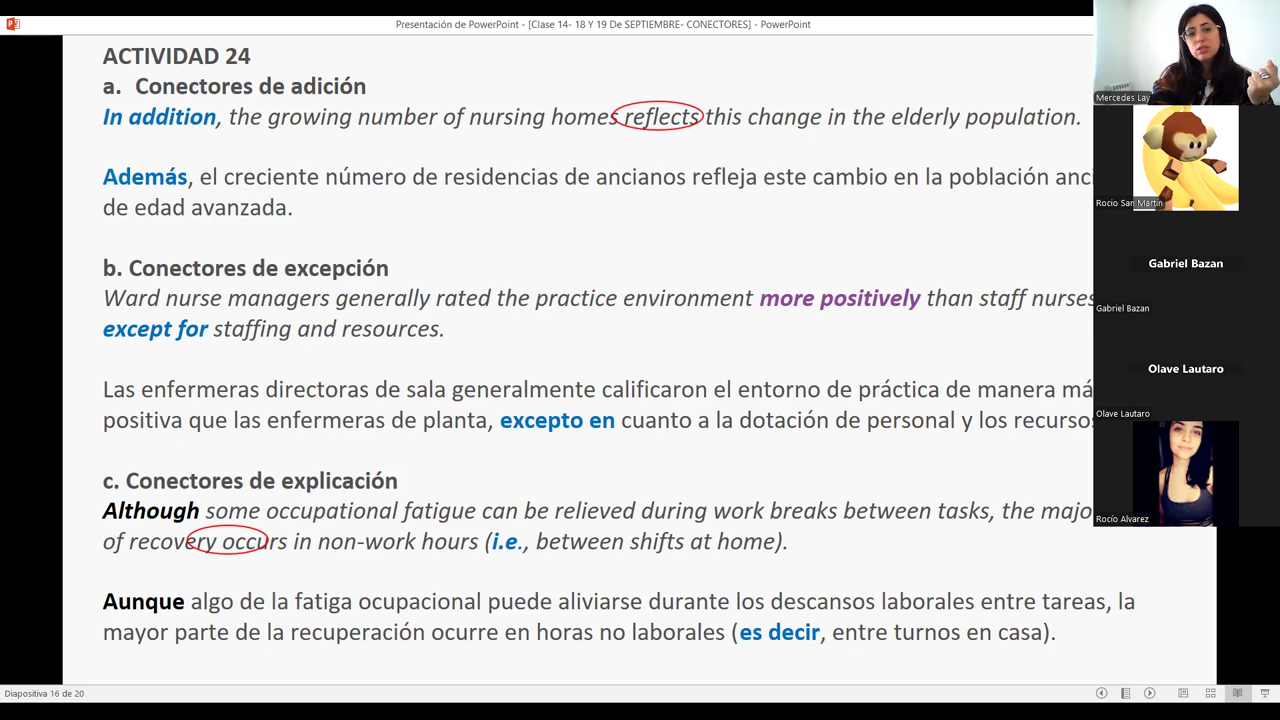 Presentación de PowerPoint - [Clase 14- 18 Y 19 De SEPTIEMBRE- CONECTORES] - PowerPoint
ACTIVIDAD 24
a. Conectores de adición
In addition, the growing number of nursing homes reflects this change in the elderly population.
Además, el creciente número de residencias de ancianos refleja este cambio en la población anci
de edad avanzada.
b. Conectores de excepción
Ward nurse managers generally rated the practice environment more positively than staff nurses
except for staffing and resources.
Las enfermeras directoras de sala generalmente calificaron el entorno de práctica de manera má
positiva que las enfermeras de planta, excepto en cuanto a la dotación de personal y los recursos
c. Conectores de explicación
Although some occupational fatigue can be relieved during work breaks between tasks, the majo
of recovery occurs in non-work hours (i.e., between shifts at home).
Aunque algo de la fatiga ocupacional puede aliviarse durante los descansos laborales entre tareas, la
mayor parte de la recuperación ocurre en horas no laborales (es decir, entre turnos en casa).
Diapositiva 16 de 20
Mercedes Lay
Rocio San Martin
Gabriel Bazan
Gabriel Bazan
Olave Lautaro
Olave Lautaro
Rocío Alvarez